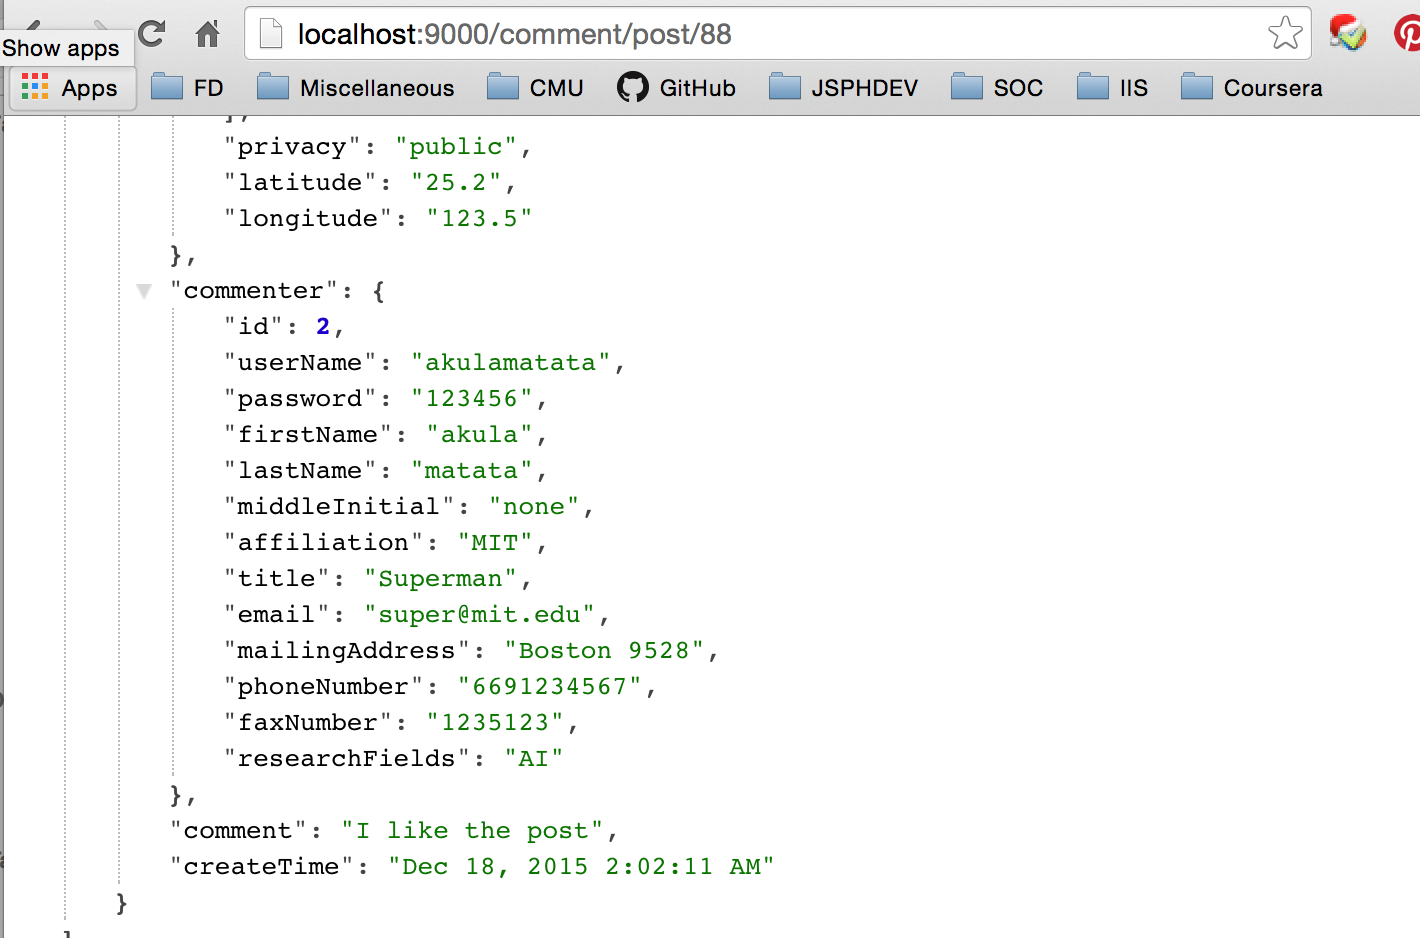 localhost:9000/comment/post/88
Show apps
Apps FD Miscellaneous CMU GitHub JSPHDEV SOC IIS Coursera
],
"privacy": "public",
"latitude": "25.2",
"longitude": "123.5"
},
"commenter": {
"id": 2,
"userName": "akulamatata",
"password": "123456",
"firstName": "akula",
"lastName": "matata",
"middleInitial": "none",
"affiliation": "MIT",
"title": "Superman",
"email": "super@mit.edu",
"mailingAddress": "Boston 9528",
"phoneNumber": "6691234567",
"faxNumber": "1235123",
"researchFields": "AI"
},
"comment": "I like the post",
"createTime": "Dec 18, 2015 2:02:11 AM"
}